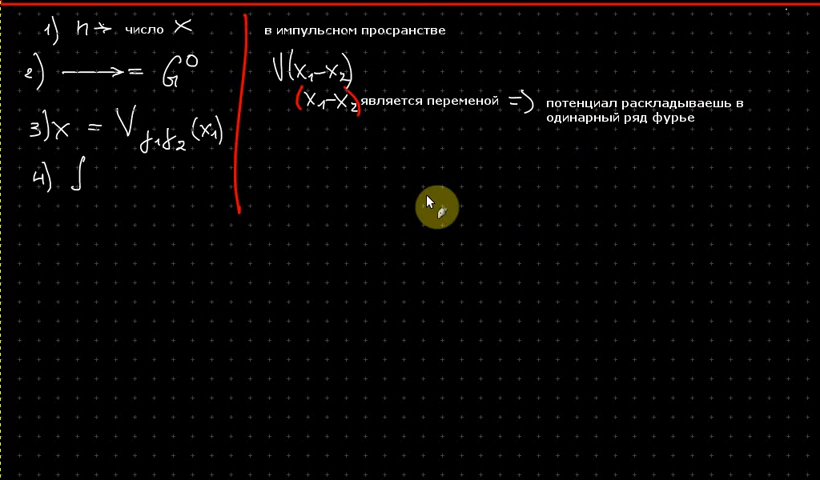 1) n → число X
2) ⟶ = G⁰
3) X = V_{γ₁γ₂}(x₁)
4) ∫
в импульсном просранстве
V(x₁–x₂)
(x₁–x₂) является переменой => потенциал раскладываешь в
одинарный ряд фурье